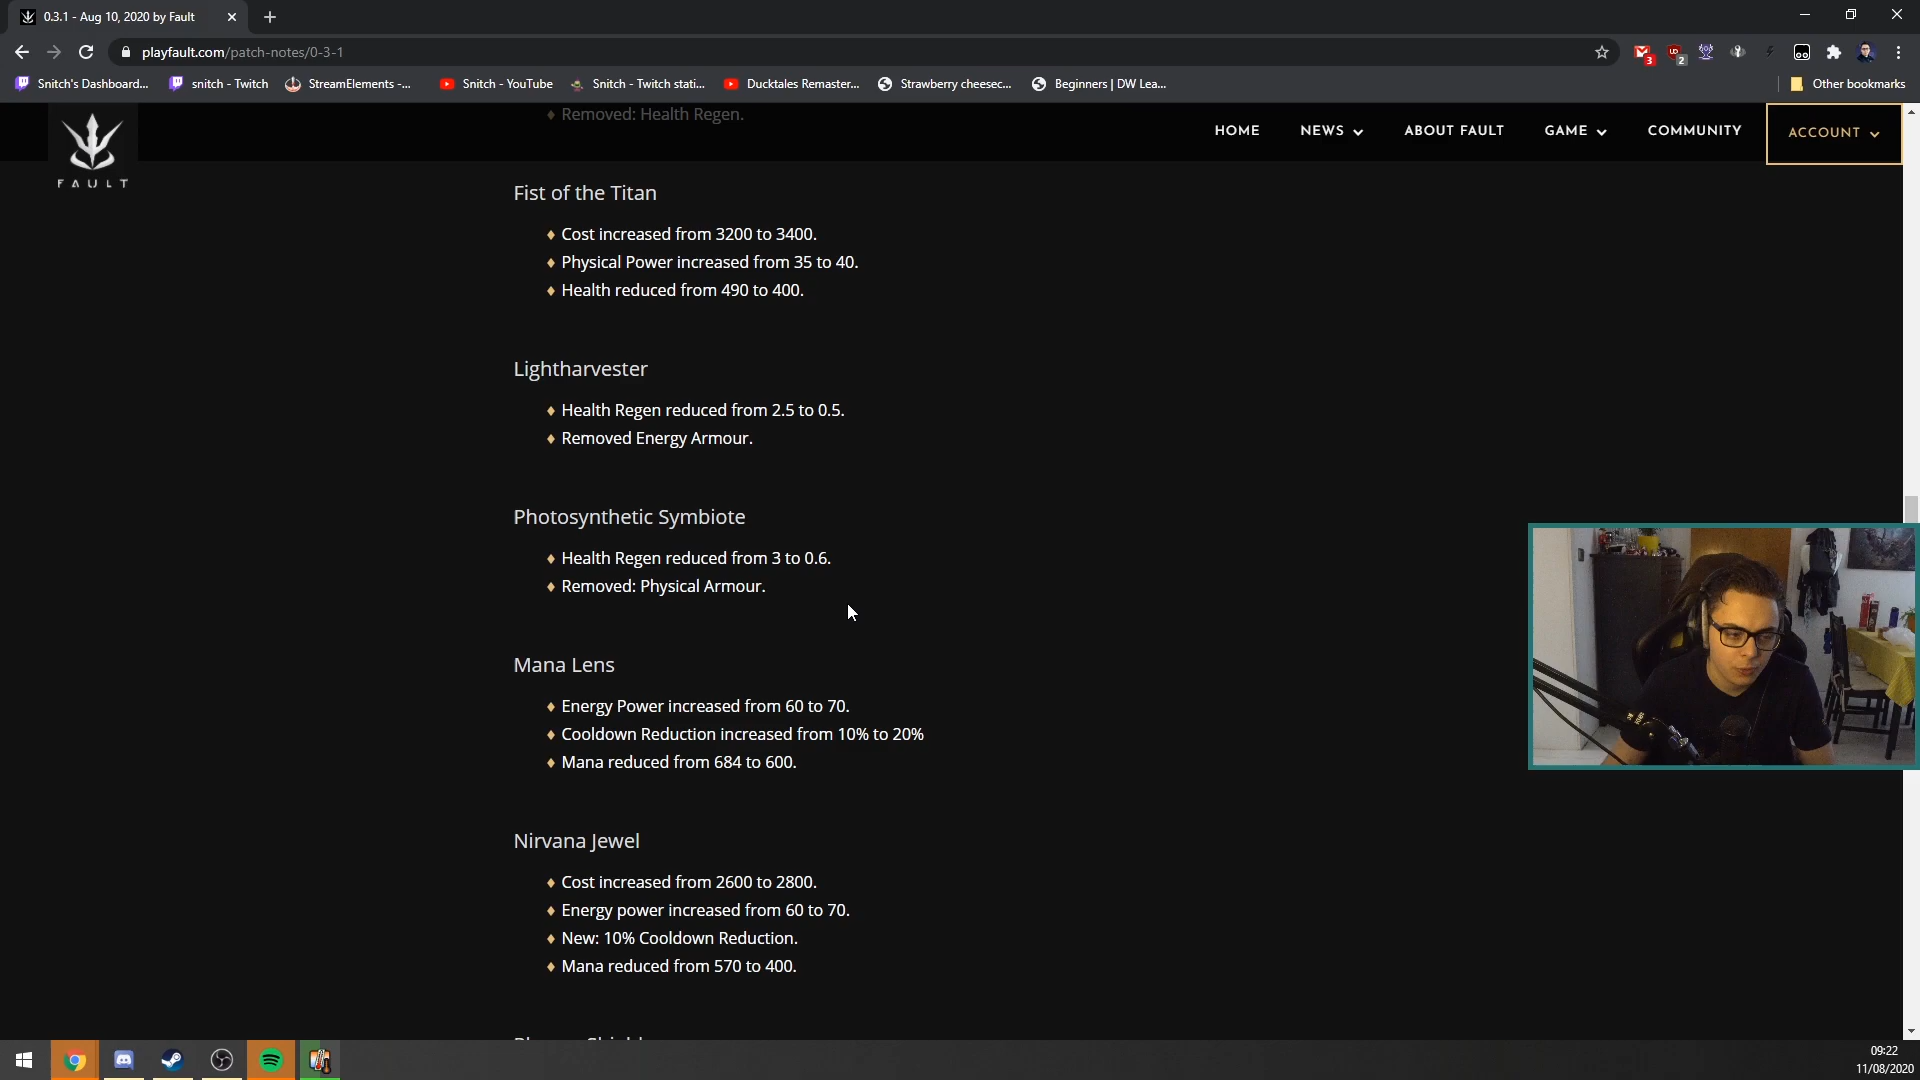 0.3.1 - Aug 10, 2020 by Fault
playfault.com/patch-notes/0-3-1
3
2
Snitch's Dashboard...
snitch - Twitch
StreamElements -...
Snitch - YouTube
Snitch - Twitch stati...
Ducktales Remaster...
Strawberry cheesec...
Beginners | DW Lea...
Other bookmarks
FAULT
HOME
NEWS
ABOUT FAULT
GAME
COMMUNITY
ACCOUNT
Removed: Health Regen.
Fist of the Titan
Cost increased from 3200 to 3400.
Physical Power increased from 35 to 40.
Health reduced from 490 to 400.
Lightharvester
Health Regen reduced from 2.5 to 0.5.
Removed Energy Armour.
Photosynthetic Symbiote
Health Regen reduced from 3 to 0.6.
Removed: Physical Armour.
Mana Lens
Energy Power increased from 60 to 70.
Cooldown Reduction increased from 10% to 20%
Mana reduced from 684 to 600.
Nirvana Jewel
Cost increased from 2600 to 2800.
Energy power increased from 60 to 70.
New: 10% Cooldown Reduction.
Mana reduced from 570 to 400.
09:22
11/08/2020